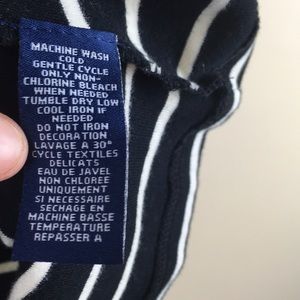 MACHINE WASH
COLD
GENTLE CYCLE
ONLY NON-
CHLORINE BLEACH
WHEN NEEDED
TUMBLE DRY LOW
COOL IRON IF
NEEDED
DO NOT IRON
DECORATION
LAVAGE A 30°
CYCLE TEXTILES
DELICATS
EAU DE JAVEL
NON CHLOREE
UNIQUEMENT
SI NECESSAIRE
SECHAGE EN
MACHINE BASSE
TEMPERATURE
REPASSER A